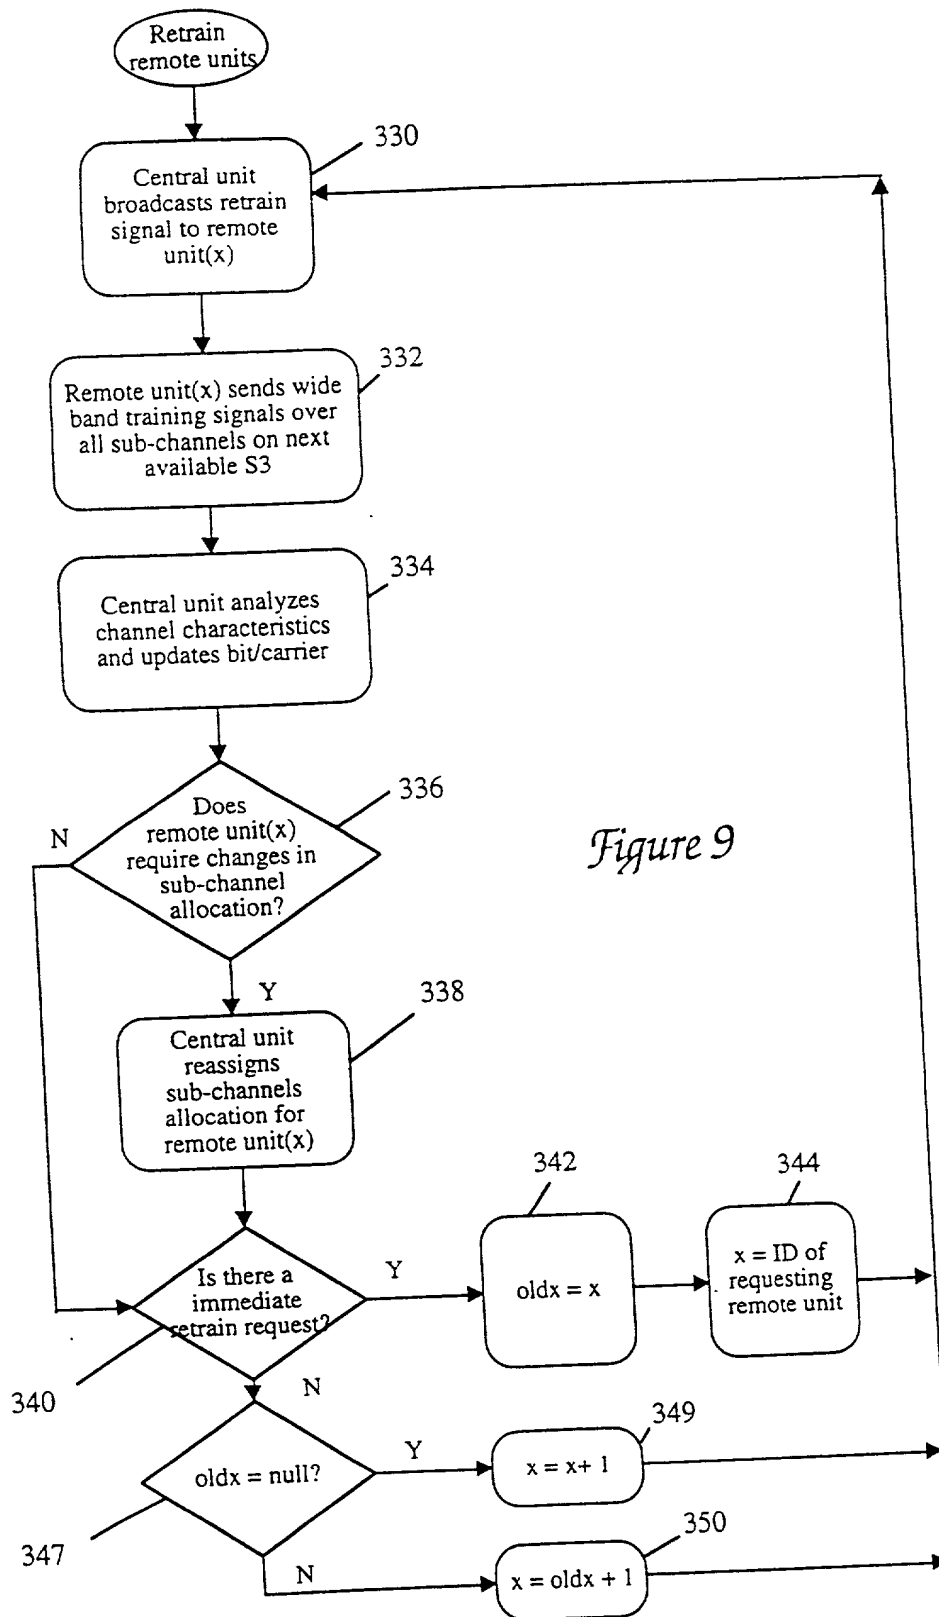 Retrain
remote units
330
Central unit
broadcasts retrain
signal to remote
unit(x)
332
Remote unit(x) sends wide
band training signals over
all sub-channels on next
available S3
334
Central unit analyzes
channel characteristics
and updates bit/carrier
336
Does
remote unit(x)
require changes in
sub-channel
allocation?
N
Y
Figure 9
338
Central unit
reassigns
sub-channels
allocation for
remote unit(x)
342
344
Is there a
immediate
retrain request?
Y
oldx = x
x = ID of
requesting
remote unit
340
N
349
oldx = null?
Y
x = x+ 1
347
350
N
x = oldx + 1